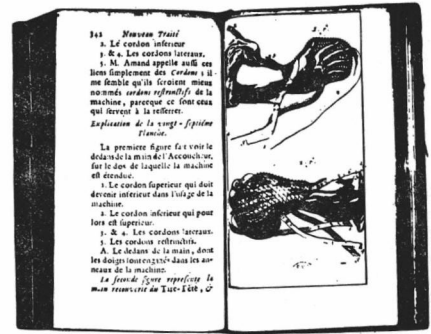 342 Nouveau Traité
2. Le cordon inferieur
3. & 4. Les cordons lateraux.
5. M. Amand appelle aussi ces
liens simplement des Cordons ; il
me semble qu'ils seroient mieux
nommés cordons restrinctifs de la
machine, parceque ce sont ceux
qui servent à la resserrer.
Explication de la vingt-septiéme
Planche.
La premiere figure fait voir le
dedans de la main de l'Accoucheur,
sur le dos de laquelle la machine
est étendue.
1. Le cordon superieur qui doit
devenir inferieur dans l'usage de la
machine.
2. Le cordon inferieur qui pour
lors est superieur.
3. & 4. Les cordons lateraux.
5. Les cordons restrinctifs.
A. Le dedans de la main, dont
les doigts sont engagés dans les an-
neaux de la machine.
La seconde figure represente la
main recouverte du Tire-Tête, &